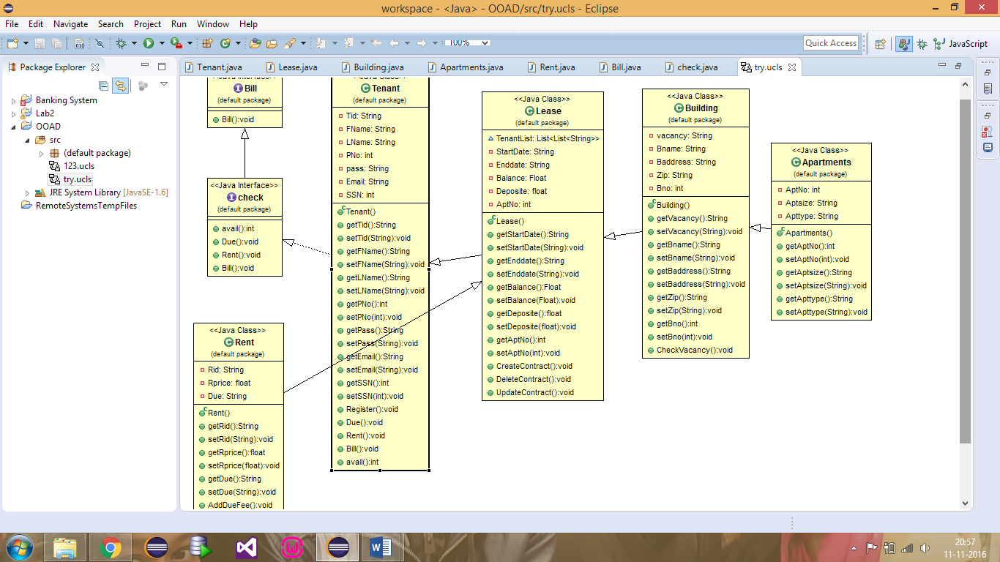 workspace - <Java> - OOAD/src/try.ucls - Eclipse
File Edit Navigate Search Project Run Window Help
100%
Quick Access
JavaScript
Package Explorer
Banking System
Lab2
OOAD
src
(default package)
123.ucls
try.ucls
JRE System Library [JavaSE-1.6]
RemoteSystemsTempFiles
Tenant.java Lease.java Building.java Apartments.java Rent.java Bill.java check.java try.ucls
<<Java Interface>>
Bill
(default package)
Bill():void
<<Java Interface>>
check
(default package)
avail():int
Due():void
Rent():void
Bill():void
<<Java Class>>
Rent
(default package)
Rid: String
Rprice: float
Due: String
Rent()
getRid():String
setRid(String):void
getRprice():float
setRprice(float):void
getDue():String
setDue(String):void
AddDueFee():void
<<Java Class>>
Tenant
(default package)
Tid: String
FName: String
LName: String
PNo: int
pass: String
Email: String
SSN: int
Tenant()
getTid():String
setTid(String):void
getFName():String
setFName(String):void
getLName():String
setLName(String):void
getPNo():int
setPNo(int):void
getPass():String
setPass(String):void
getEmail():String
setEmail(String):void
getSSN():int
setSSN(int):void
Register():void
Due():void
Rent():void
Bill():void
avail():int
<<Java Class>>
Lease
(default package)
TenantList: List<List<String>>
StartDate: String
Enddate: String
Balance: Float
Deposite: float
AptNo: int
Lease()
getStartDate():String
setStartDate(String):void
getEnddate():String
setEnddate(String):void
getBalance():Float
setBalance(Float):void
getDeposite():float
setDeposite(float):void
getAptNo():int
setAptNo(int):void
CreateContract():void
DeleteContract():void
UpdateContract():void
<<Java Class>>
Building
(default package)
vacancy: String
Bname: String
Baddress: String
Zip: String
Bno: int
Building()
getVacancy():String
setVacancy(String):void
getBname():String
setBname(String):void
getBaddress():String
setBaddress(String):void
getZip():String
setZip(String):void
getBno():int
setBno(int):void
CheckVacancy():void
<<Java Class>>
Apartments
(default package)
AptNo: int
Aptsize: String
Apttype: String
Apartments()
getAptNo():int
setAptNo(int):void
getAptsize():String
setAptsize(String):void
getApttype():String
setApttype(String):void
20:57
11-11-2016